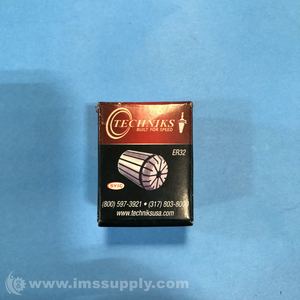 TECHNIKS
BUILT FOR SPEED
ER32
(800) 597-3921 • (317) 803-8000
www.techniksusa.com
© www.imssupply.com